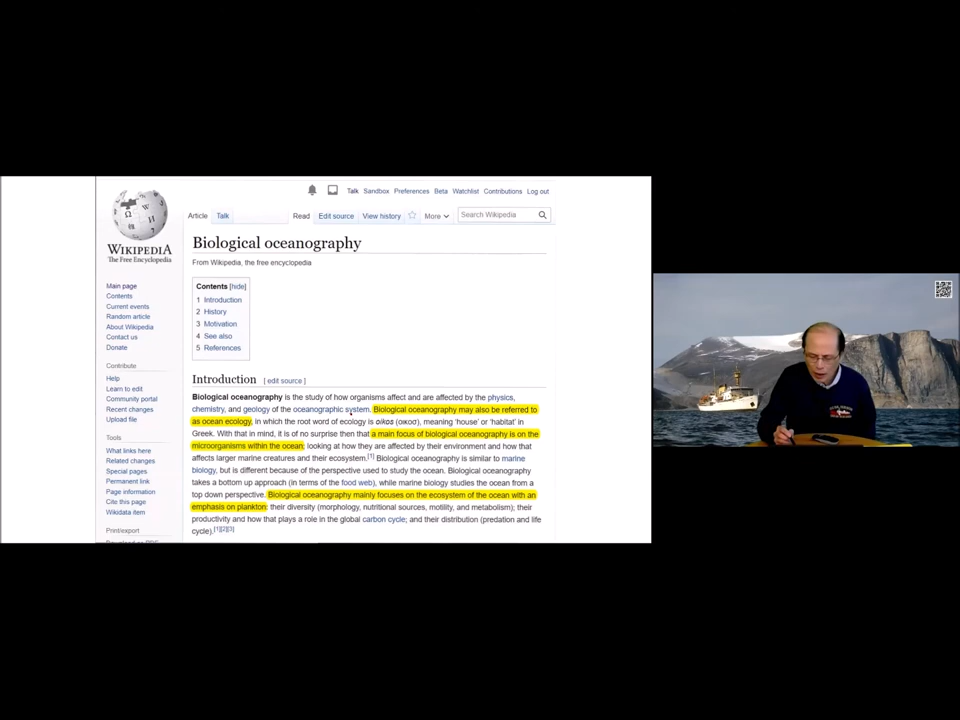 Talk Sandbox Preferences Beta Watchlist Contributions Log out
Article Talk Read Edit source View history More Search Wikipedia
WIKIPEDIA
The Free Encyclopedia
Biological oceanography
From Wikipedia, the free encyclopedia
Main page
Contents
Current events
Random article
About Wikipedia
Contact us
Donate
Contribute
Help
Learn to edit
Community portal
Recent changes
Upload file
Tools
What links here
Related changes
Special pages
Permanent link
Page information
Cite this page
Wikidata item
Print/export
Contents [hide]
1 Introduction
2 History
3 Motivation
4 See also
5 References
Introduction [ edit source ]
Biological oceanography is the study of how organisms affect and are affected by the physics,
chemistry, and geology of the oceanographic system. Biological oceanography may also be referred to
as ocean ecology, in which the root word of ecology is oikos (οικοσ), meaning 'house' or 'habitat' in
Greek. With that in mind, it is of no surprise then that a main focus of biological oceanography is on the
microorganisms within the ocean; looking at how they are affected by their environment and how that
affects larger marine creatures and their ecosystem.[1] Biological oceanography is similar to marine
biology, but is different because of the perspective used to study the ocean. Biological oceanography
takes a bottom up approach (in terms of the food web), while marine biology studies the ocean from a
top down perspective. Biological oceanography mainly focuses on the ecosystem of the ocean with an
emphasis on plankton: their diversity (morphology, nutritional sources, motility, and metabolism); their
productivity and how that plays a role in the global carbon cycle; and their distribution (predation and life
cycle).[1][2][3]